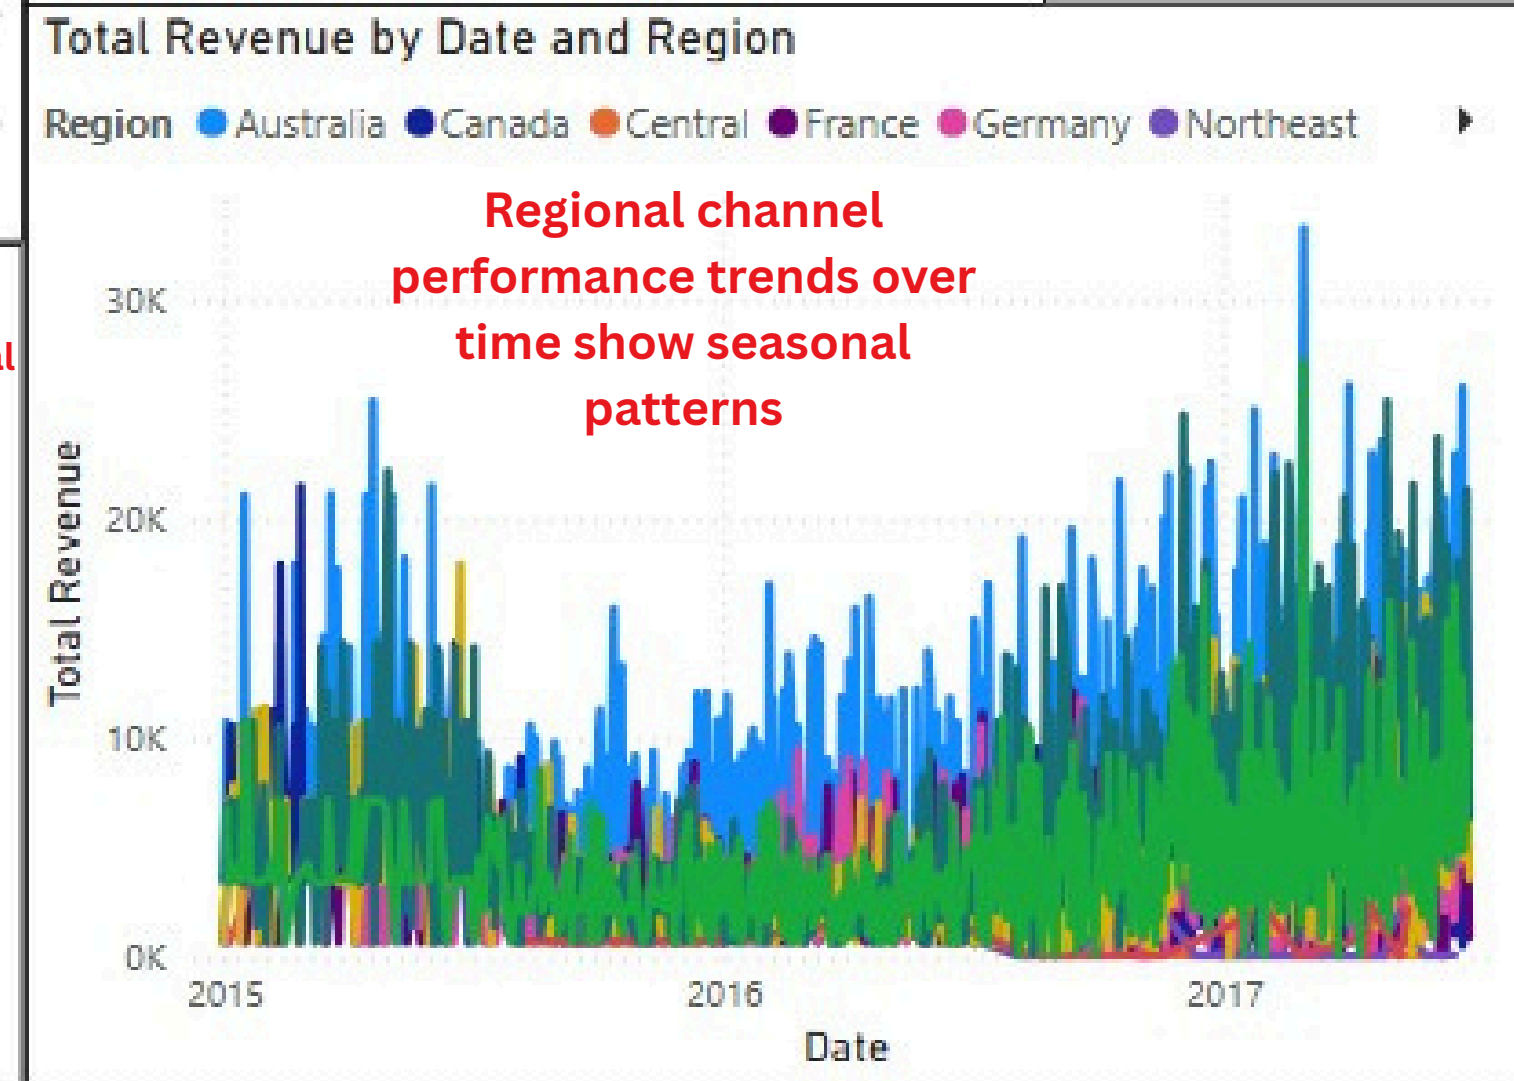 Total Revenue by Date and Region
Region Australia Canada Central France Germany Northeast
Regional channel
performance trends over
time show seasonal
patterns
al
Total Revenue
30K
20K
10K
0K
2015 2016 2017
Date